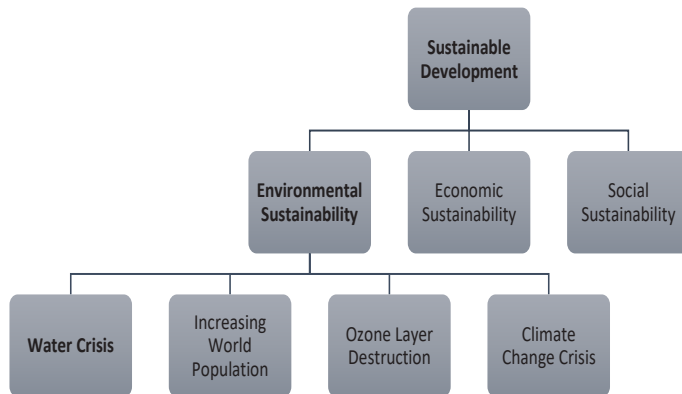 Sustainable
Development
Environmental
Sustainability
Economic
Sustainability
Social
Sustainability
Water Crisis
Increasing
World
Population
Ozone Layer
Destruction
Climate
Change Crisis